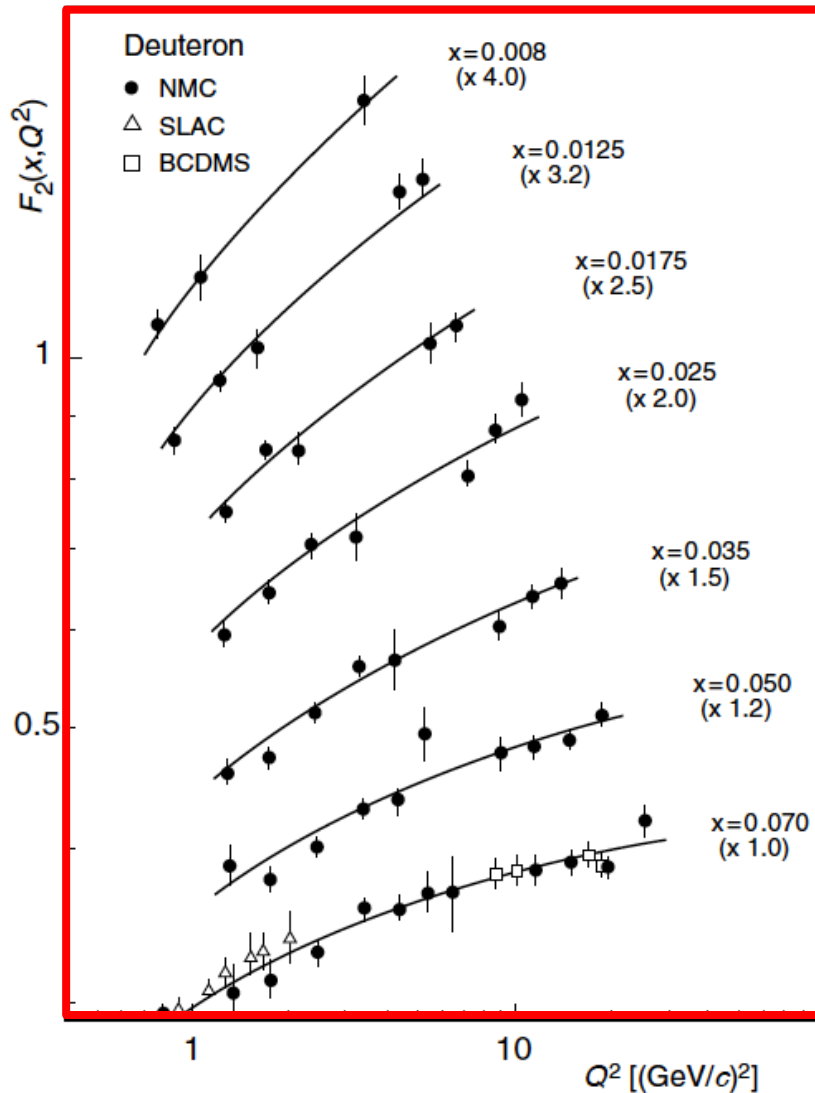 Deuteron
NMC
SLAC
BCDMS
x=0.008
(x 4.0)
x=0.0125
(x 3.2)
x=0.0175
(x 2.5)
x=0.025
(x 2.0)
x=0.035
(x 1.5)
x=0.050
(x 1.2)
x=0.070
(x 1.0)
F₂(x,Q²)
1
0.5
1 10
Q² [(GeV/c)²]